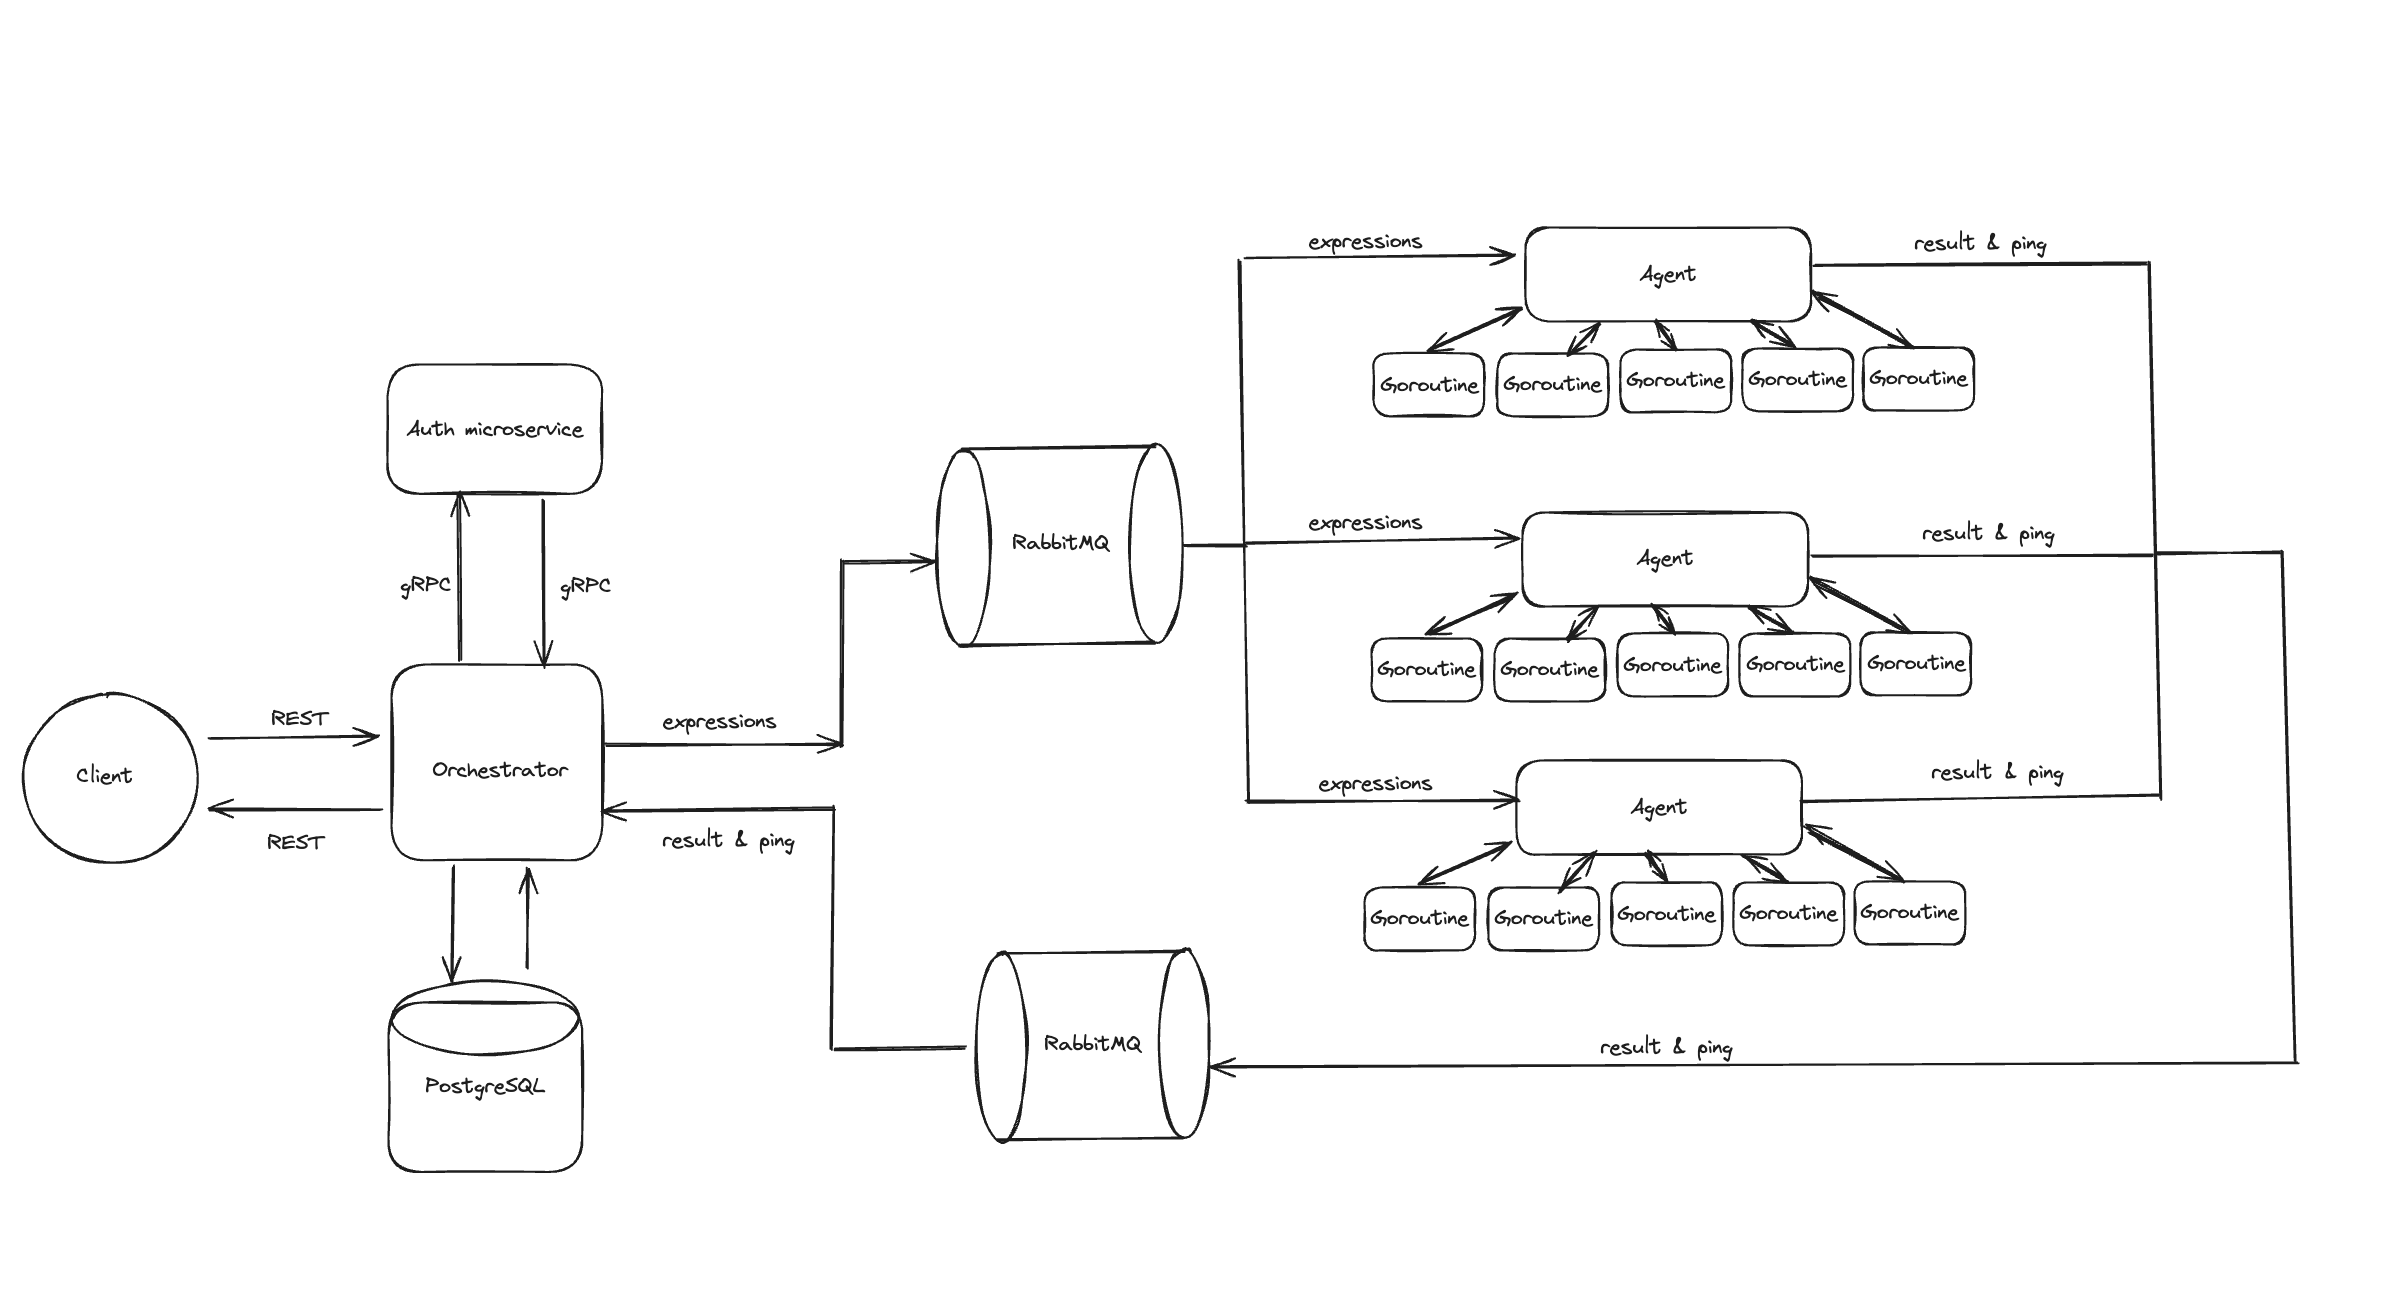 expressions
Agent
result & ping
Goroutine
Goroutine
Goroutine
Goroutine
Goroutine
Auth microservice
gRPC
gRPC
RabbitMQ
expressions
Agent
result & ping
Goroutine
Goroutine
Goroutine
Goroutine
Goroutine
Client
REST
REST
Orchestrator
expressions
result & ping
expressions
Agent
result & ping
Goroutine
Goroutine
Goroutine
Goroutine
Goroutine
PostgreSQL
RabbitMQ
result & ping